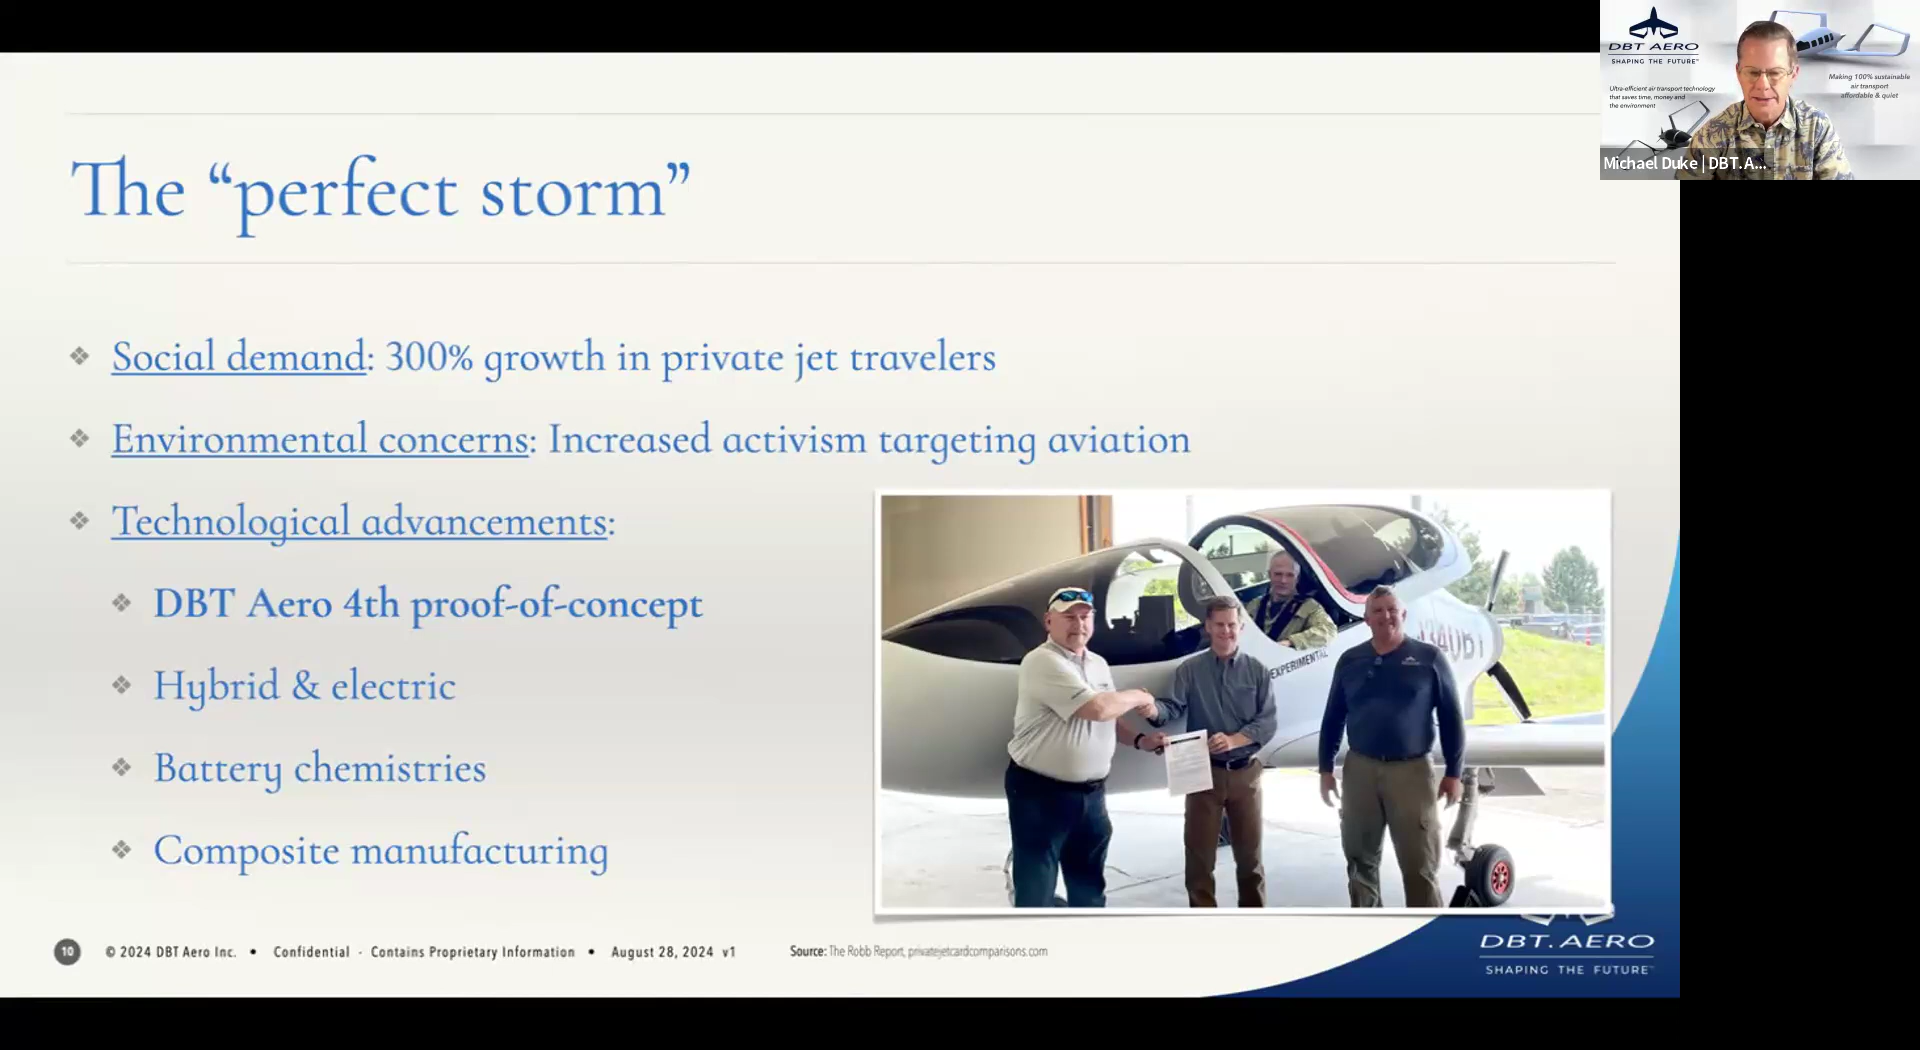 DBT AERO
SHAPING THE FUTURE™
Ultra-efficient air transport technology
that saves time, money and
the environment
Making 100% sustainable
air transport
affordable & quiet
Michael Duke | DBT.A...
The “perfect storm”
❖ Social demand: 300% growth in private jet travelers
❖ Environmental concerns: Increased activism targeting aviation
❖ Technological advancements:
❖ DBT Aero 4th proof-of-concept
❖ Hybrid & electric
❖ Battery chemistries
❖ Composite manufacturing
EXPERIMENTAL
10 © 2024 DBT Aero Inc. • Confidential - Contains Proprietary Information • August 28, 2024 v1 Source: The Robb Report, privatejetcardcomparisons.com
DBT.AERO
SHAPING THE FUTURE™